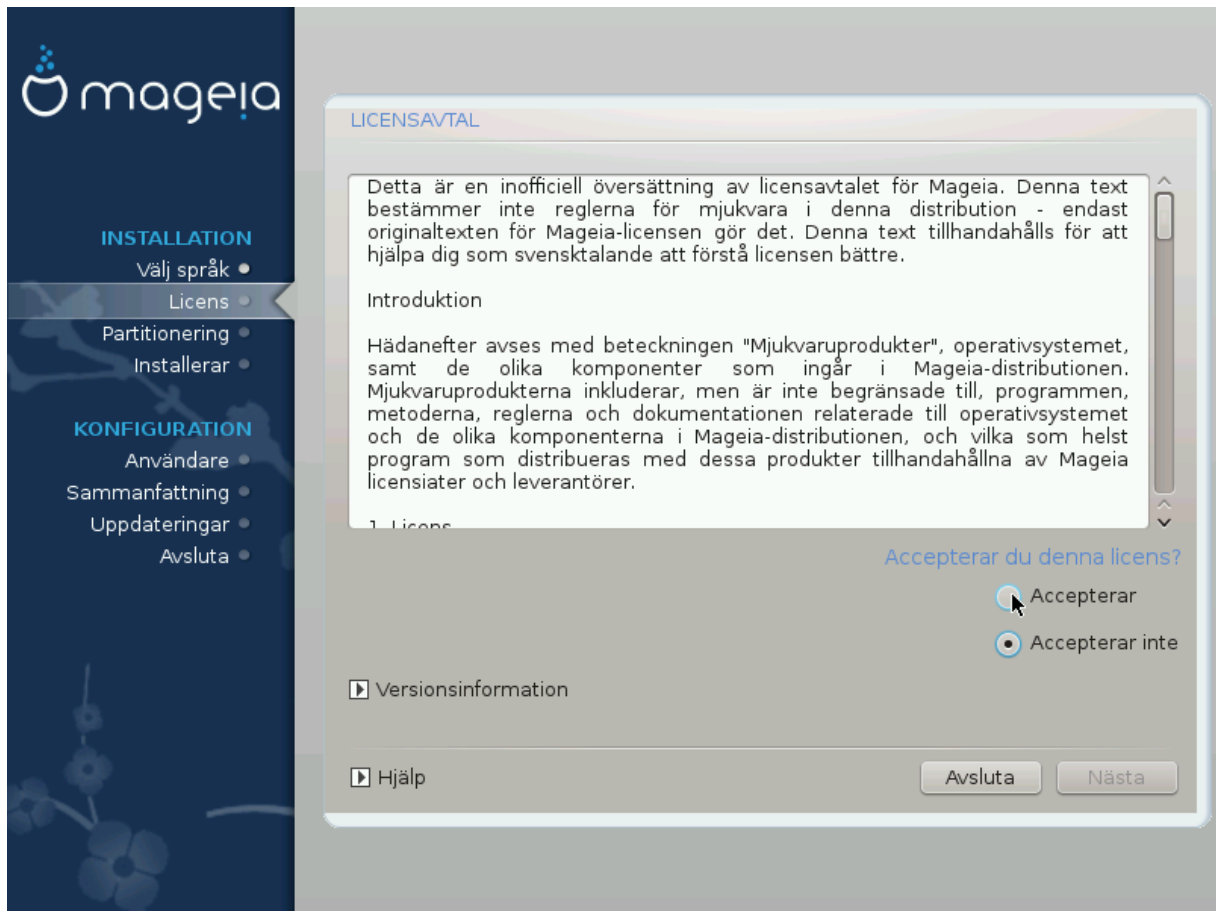 mageia
INSTALLATION
Välj språk
Licens
Partitionering
Installerar
KONFIGURATION
Användare
Sammanfattning
Uppdateringar
Avsluta
LICENSAVTAL
Detta är en inofficiell översättning av licensavtalet för Mageia. Denna text
bestämmer inte reglerna för mjukvara i denna distribution - endast
originaltexten för Mageia-licensen gör det. Denna text tillhandahålls för att
hjälpa dig som svensktalande att förstå licensen bättre.
Introduktion
Hädanefter avses med beteckningen "Mjukvaruprodukter", operativsystemet,
samt de olika komponenter som ingår i Mageia-distributionen.
Mjukvaruprodukterna inkluderar, men är inte begränsade till, programmen,
metoderna, reglerna och dokumentationen relaterade till operativsystemet
och de olika komponenterna i Mageia-distributionen, och vilka som helst
program som distribueras med dessa produkter tillhandahållna av Mageia
licensiater och leverantörer.
1. Licens
Accepterar du denna licens?
Accepterar
Accepterar inte
Versionsinformation
Hjälp
Avsluta
Nästa